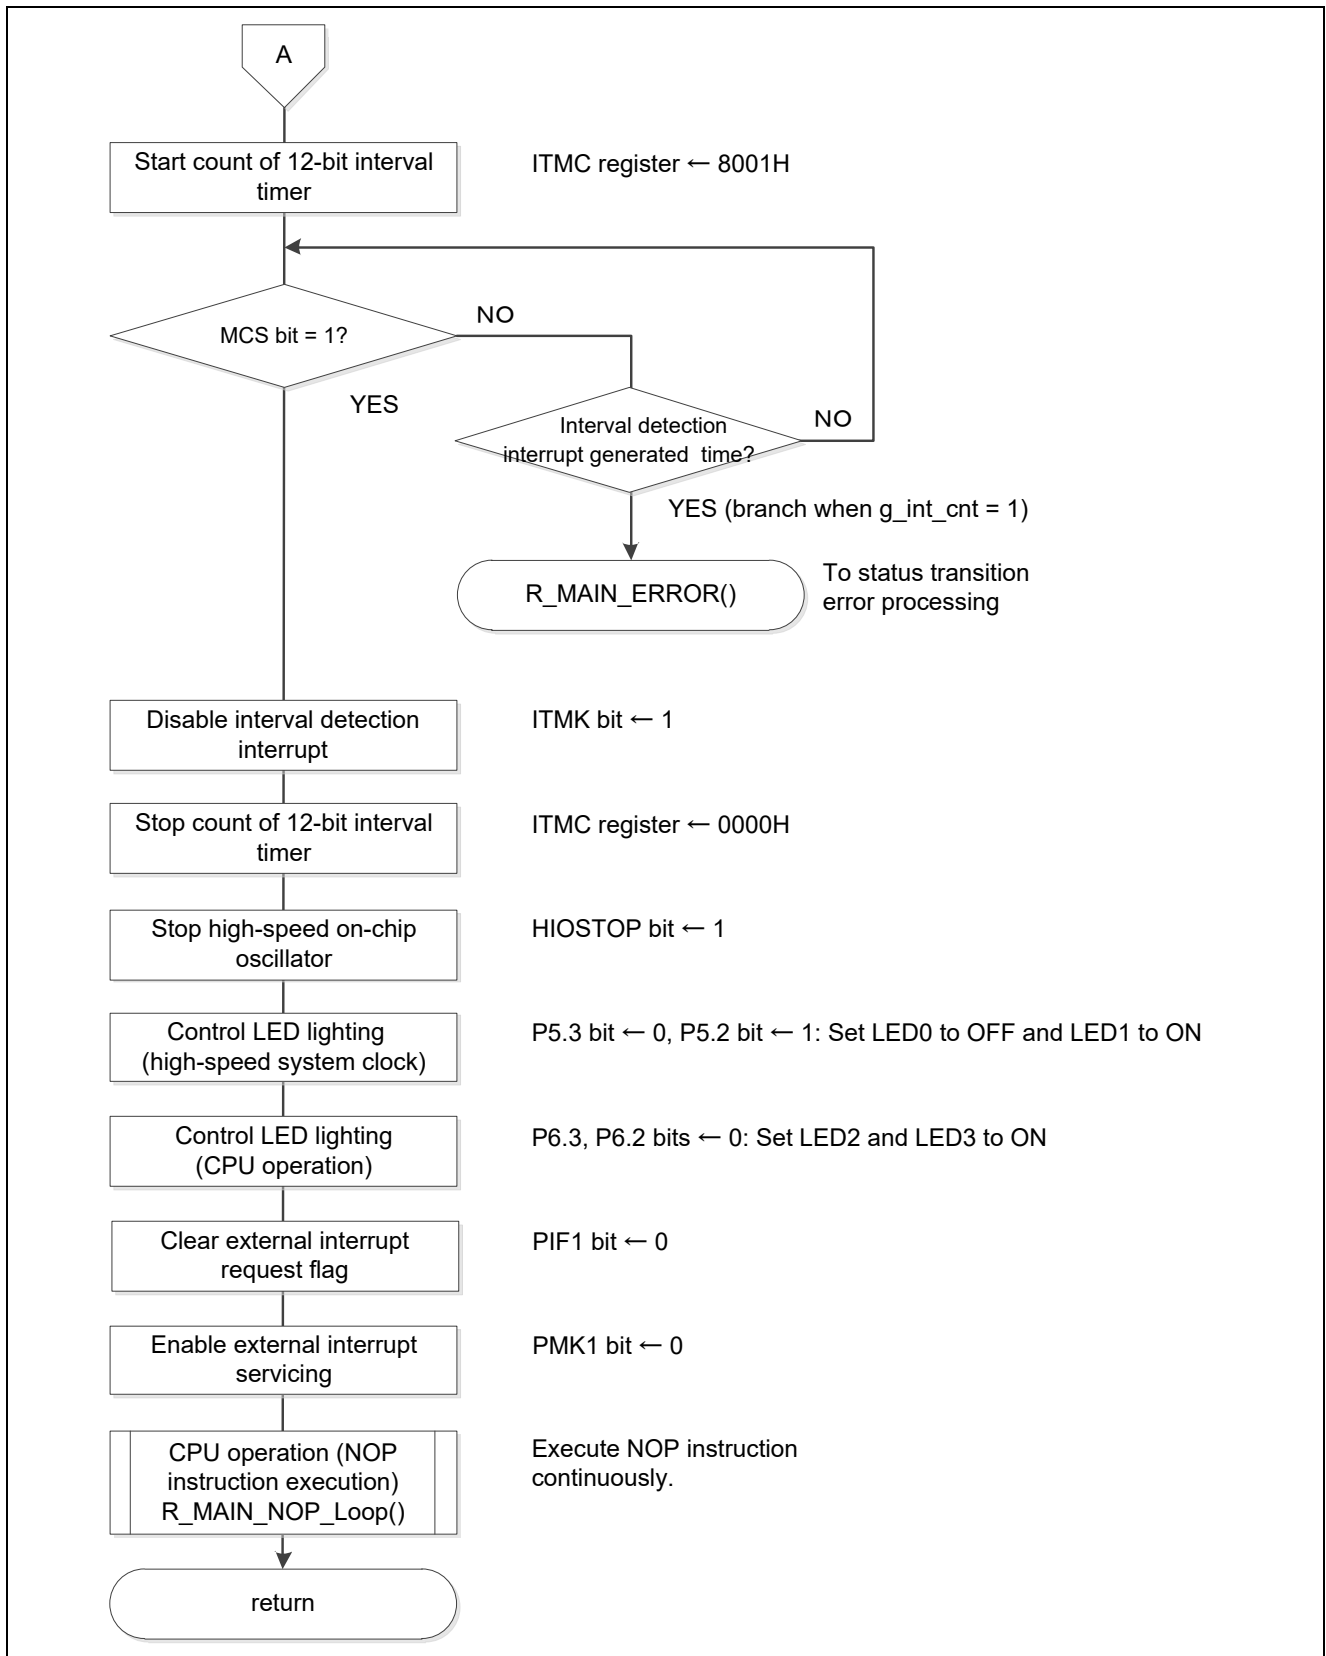 A
Start count of 12-bit interval
timer
ITMC register ← 8001H
MCS bit = 1?
NO
YES
Interval detection
interrupt generated  time?
NO
YES (branch when g_int_cnt = 1)
R_MAIN_ERROR()
To status transition
error processing
Disable interval detection
interrupt
ITMK bit ← 1
Stop count of 12-bit interval
timer
ITMC register ← 0000H
Stop high-speed on-chip
oscillator
HIOSTOP bit ← 1
Control LED lighting
(high-speed system clock)
P5.3 bit ← 0, P5.2 bit ← 1: Set LED0 to OFF and LED1 to ON
Control LED lighting
(CPU operation)
P6.3, P6.2 bits ← 0: Set LED2 and LED3 to ON
Clear external interrupt
request flag
PIF1 bit ← 0
Enable external interrupt
servicing
PMK1 bit ← 0
CPU operation (NOP
instruction execution)
R_MAIN_NOP_Loop()
Execute NOP instruction
continuously.
return